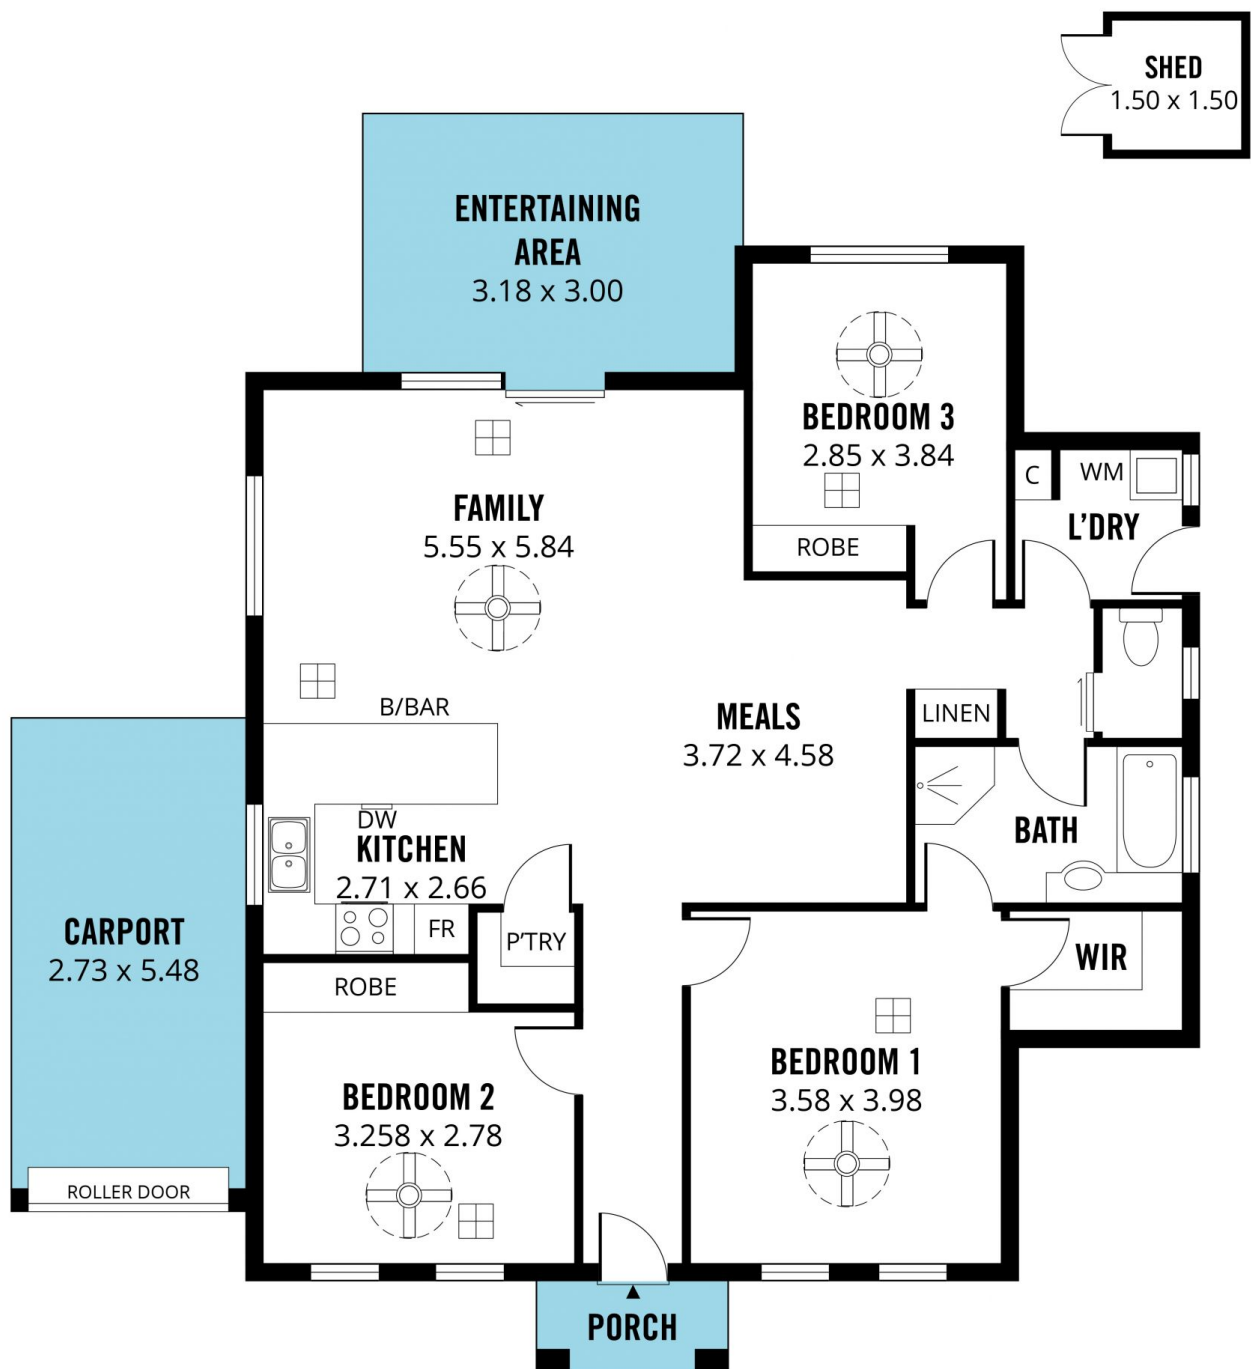 SHED
1.50 x 1.50
ENTERTAINING
AREA
3.18 x 3.00
BEDROOM 3
2.85 x 3.84
ROBE
C
WM
L'DRY
FAMILY
5.55 x 5.84
B/BAR
MEALS
3.72 x 4.58
LINEN
DW
KITCHEN
2.71 x 2.66
BATH
FR
P'TRY
CARPORT
2.73 x 5.48
ROBE
WIR
BEDROOM 1
3.58 x 3.98
BEDROOM 2
3.258 x 2.78
ROLLER DOOR
PORCH